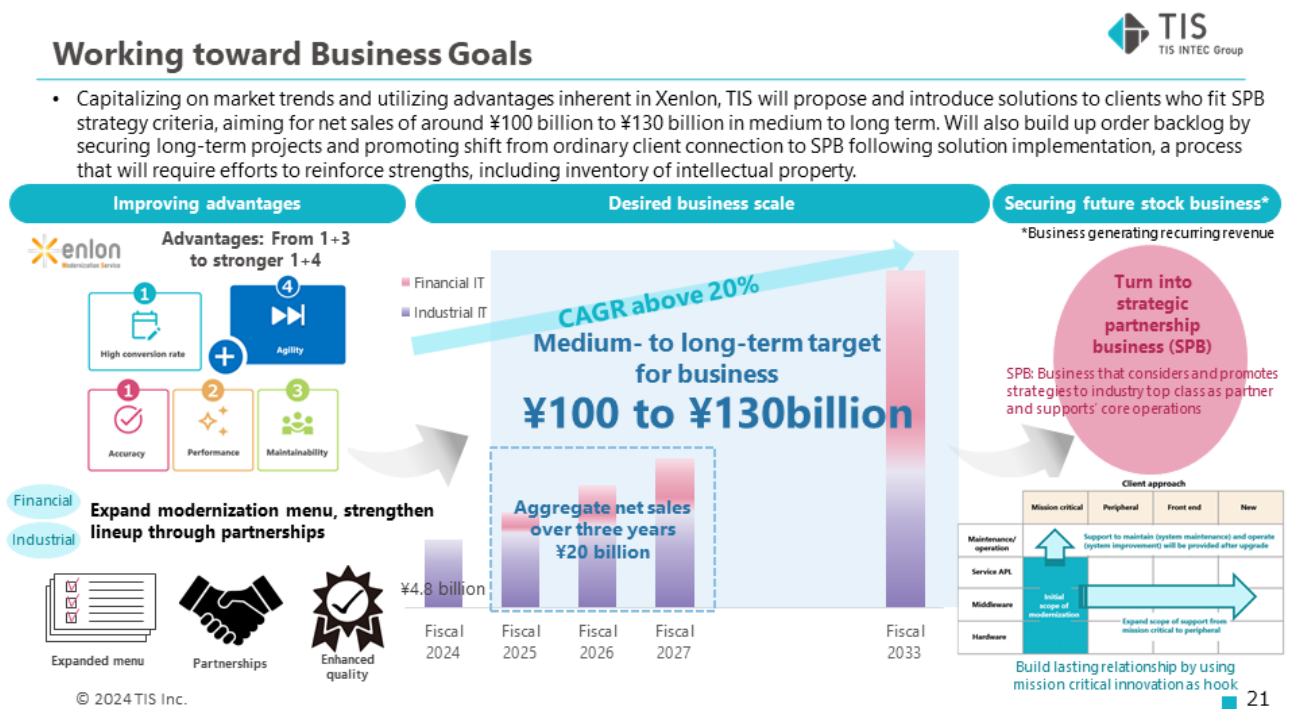 TIS
TIS INTEC Group
Working toward Business Goals
• Capitalizing on market trends and utilizing advantages inherent in Xenlon, TIS will propose and introduce solutions to clients who fit SPB
strategy criteria, aiming for net sales of around ¥100 billion to ¥130 billion in medium to long term. Will also build up order backlog by
securing long-term projects and promoting shift from ordinary client connection to SPB following solution implementation, a process
that will require efforts to reinforce strengths, including inventory of intellectual property.
Improving advantages
Xenlon
Modernization Service
Advantages: From 1+3
to stronger 1+4
1
High conversion rate
4
Agility
+
1
Accuracy
2
Performance
3
Maintainability
Financial
Industrial
Expand modernization menu, strengthen
lineup through partnerships
Expanded menu
Partnerships
Enhanced
quality
Desired business scale
Financial IT
Industrial IT
CAGR above 20%
Medium- to long-term target
for business
¥100 to ¥130billion
Aggregate net sales
over three years
¥20 billion
¥4.8 billion
Fiscal
2024
Fiscal
2025
Fiscal
2026
Fiscal
2027
Fiscal
2033
Securing future stock business*
*Business generating recurring revenue
Turn into
strategic
partnership
business (SPB)
SPB: Business that considers and promotes
strategies to industry top class as partner
and supports' core operations
Client approach
Mission critical
Peripheral
Front end
New
Maintenance/
operation
Support to maintain (system maintenance) and operate
(system improvement) will be provided after upgrade
Service APL
Middleware
Hardware
Initial
scope of
modernization
Expand scope of support from
mission critical to peripheral
Build lasting relationship by using
mission critical innovation as hook
© 2024 TIS Inc.
21